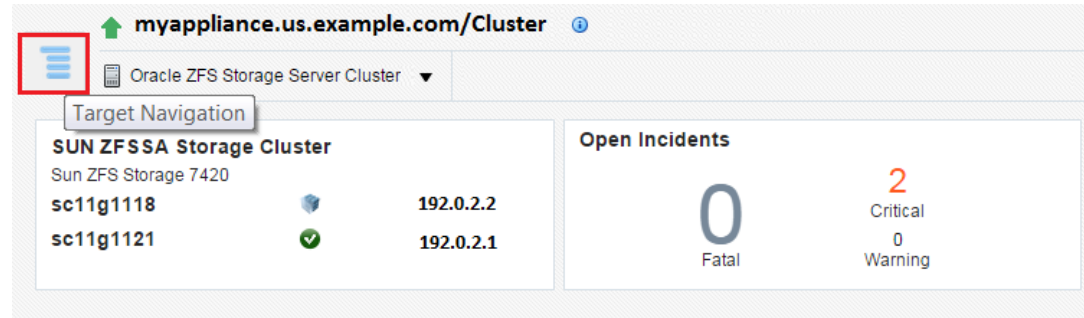 myappliance.us.example.com/Cluster
Oracle ZFS Storage Server Cluster
Target Navigation
SUN ZFSSA Storage Cluster
Sun ZFS Storage 7420
sc11g1118 192.0.2.2
sc11g1121 192.0.2.1
Open Incidents
0
Fatal
2
Critical
0
Warning